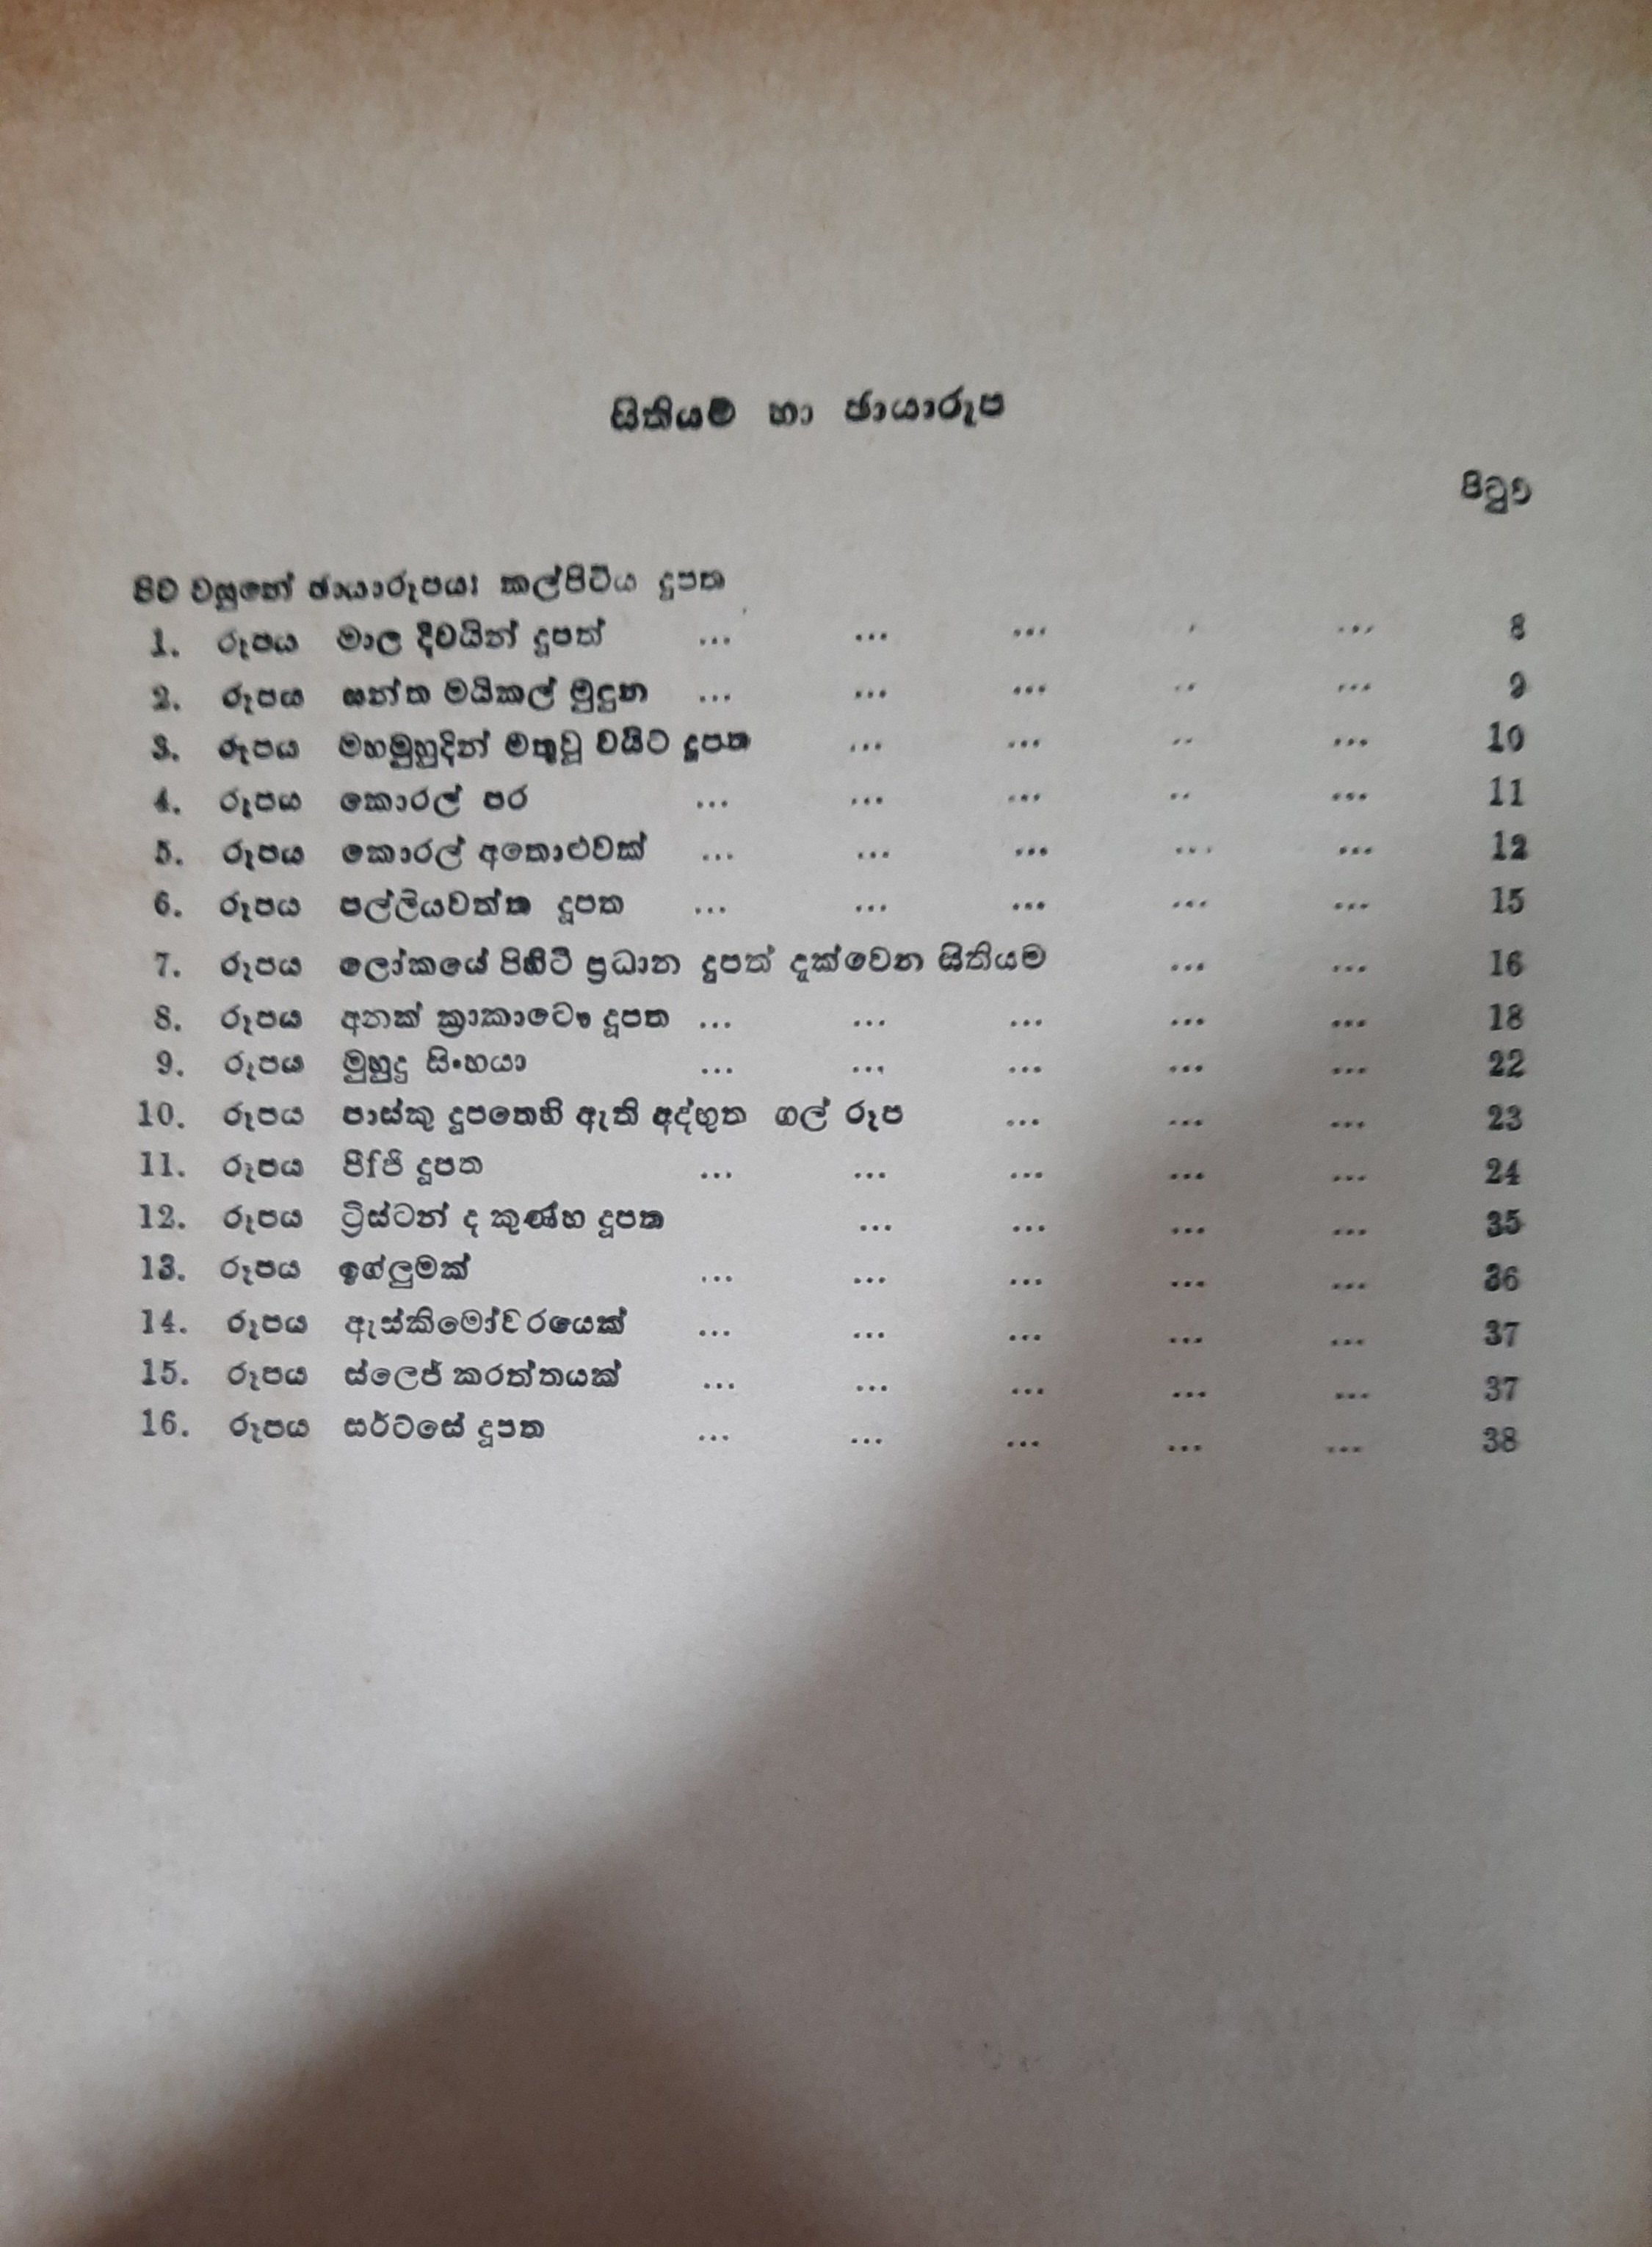 සිතියම් හා ඡායාරූප
පිටුව
පිට වසුනේ ඡායාරූපය: කල්පිටිය දූපත
1. රූපය මාල දිවයින් දූපත් ... ... ... ... ... 8
2. රූපය සන්ත මයිකල් මුදුන ... ... ... ... ... 9
3. රූපය මහමුහුදින් මතුවූ වයිට් දූපත ... ... ... ... 10
4. රූපය කොරල් පර ... ... ... ... ... 11
5. රූපය කොරල් අතොළුවක් ... ... ... ... ... 12
6. රූපය පල්ලියවත්ත දූපත ... ... ... ... ... 15
7. රූපය ලෝකයේ පිහිටි ප්‍රධාන දූපත් දැක්වෙන සිතියම ... ... 16
8. රූපය අනක් ක්‍රාකාටෞ දූපත ... ... ... ... ... 18
9. රූපය මුහුදු සිංහයා ... ... ... ... ... 22
10. රූපය පාස්කු දූපතෙහි ඇති අද්භූත ගල් රූප ... ... ... 23
11. රූපය පීf‍ජි දූපත ... ... ... ... ... 24
12. රූපය ට්‍රිස්ටන් ද කුණ්හ දූපත ... ... ... ... 35
13. රූපය ඉග්ලුමක් ... ... ... ... ... 36
14. රූපය ඇස්කිමෝවරයෙක් ... ... ... ... ... 37
15. රූපය ස්ලෙජ් කරත්තයක් ... ... ... ... ... 37
16. රූපය සර්ට්සේ දූපත ... ... ... ... ... 38